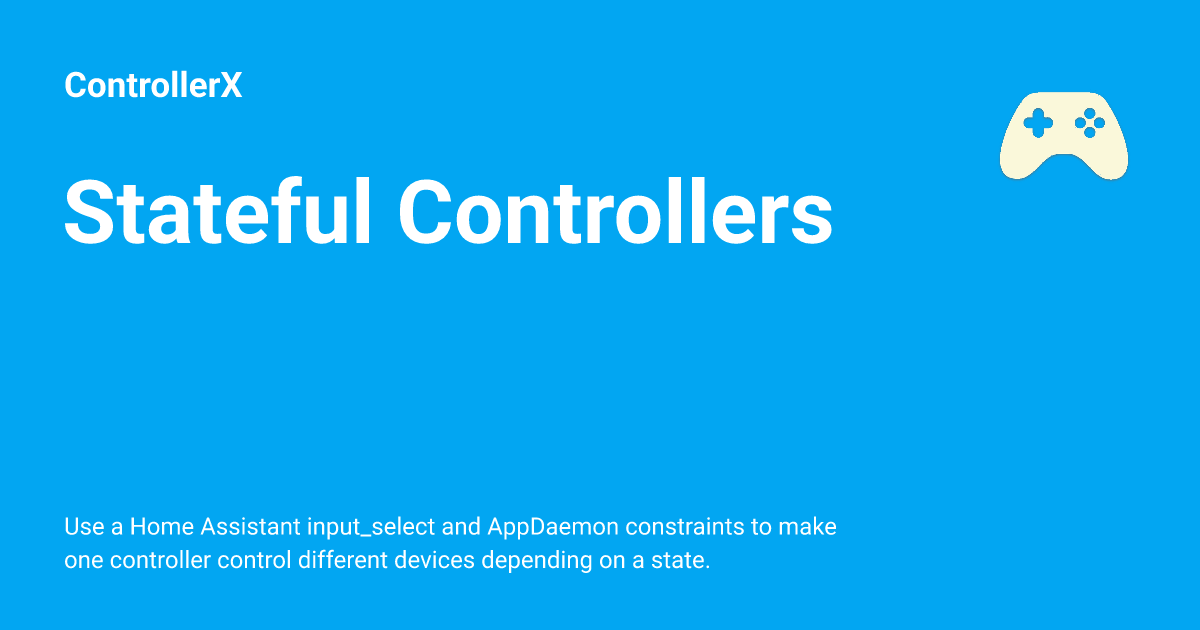 ControllerX
Stateful Controllers
Use a Home Assistant input_select and AppDaemon constraints to make
one controller control different devices depending on a state.